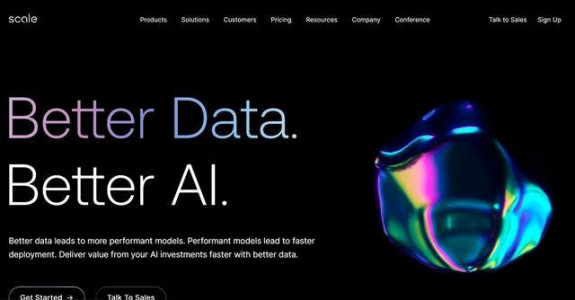 scale
Products Solutions Customers Pricing Resources Company Conference Talk to Sales Sign Up
Better Data.
Better AI.
Better data leads to more performant models. Performant models lead to faster
deployment. Deliver value from your AI investments faster with better data.
Get Started →
Talk To Sales